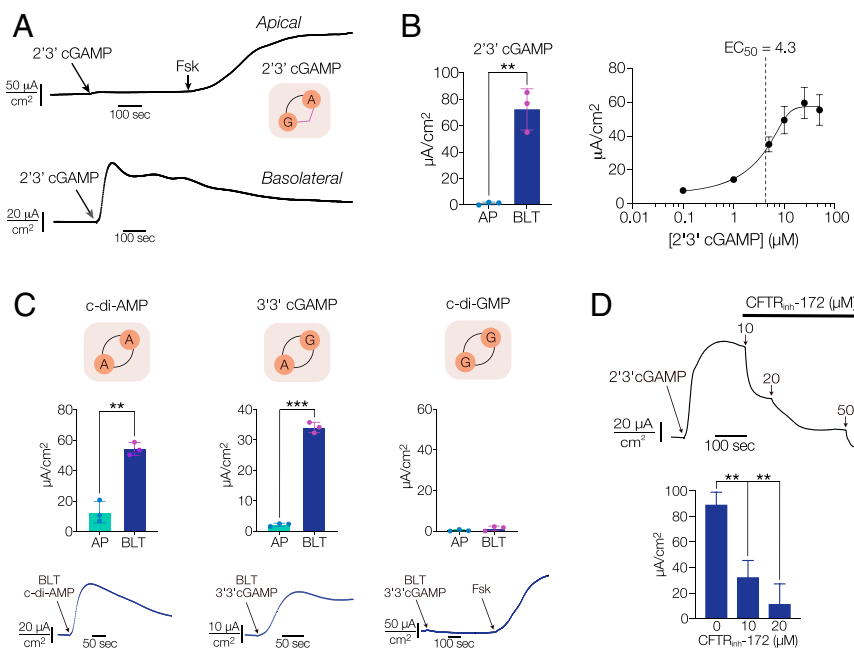 A
Apical
2'3' cGAMP
Fsk
50 µA
cm²
100 sec
2'3' cGAMP
A
G
Basolateral
2'3' cGAMP
20 µA
cm²
100 sec
B
2'3' cGAMP
**
100
80
60
40
20
0
µA/cm²
AP BLT
EC50 = 4.3
100
80
60
40
20
0
µA/cm²
0.01 0.1 1 10 100
[2'3' cGAMP] (µM)
C
c-di-AMP
A
A
**
80
60
40
20
0
µA/cm²
AP BLT
BLT
c-di-AMP
20 µA
cm²
50 sec
3'3' cGAMP
G
A
***
40
30
20
10
0
µA/cm²
AP BLT
BLT
3'3'cGAMP
10 µA
cm²
50 sec
c-di-GMP
G
G
60
40
20
0
µA/cm²
AP BLT
BLT
3'3'cGAMP
Fsk
50 µA
cm²
100 sec
D
CFTRinh-172 (µM)
10
2'3'cGAMP
20
50
20 µA
cm²
100 sec
** **
100
80
60
40
20
0
µA/cm²
0 10 20
CFTRinh-172 (µM)